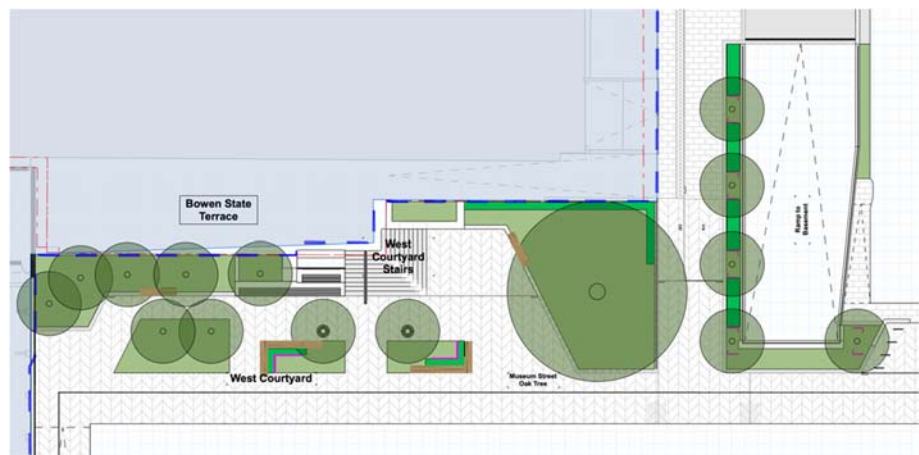 Bowen State
Terrace
West
Courtyard
Stairs
Ramp to
Basement
West Courtyard
Museum Street
Oak Tree